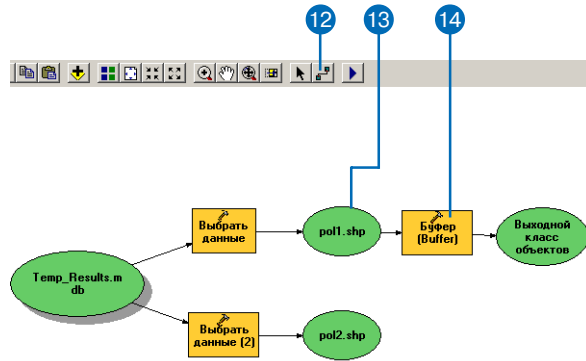 12 13 14
Выбрать
данные
pol1.shp
Буфер
(Buffer)
Выходной
класс
объектов
Temp_Results.m
db
Выбрать
данные (2)
pol2.shp